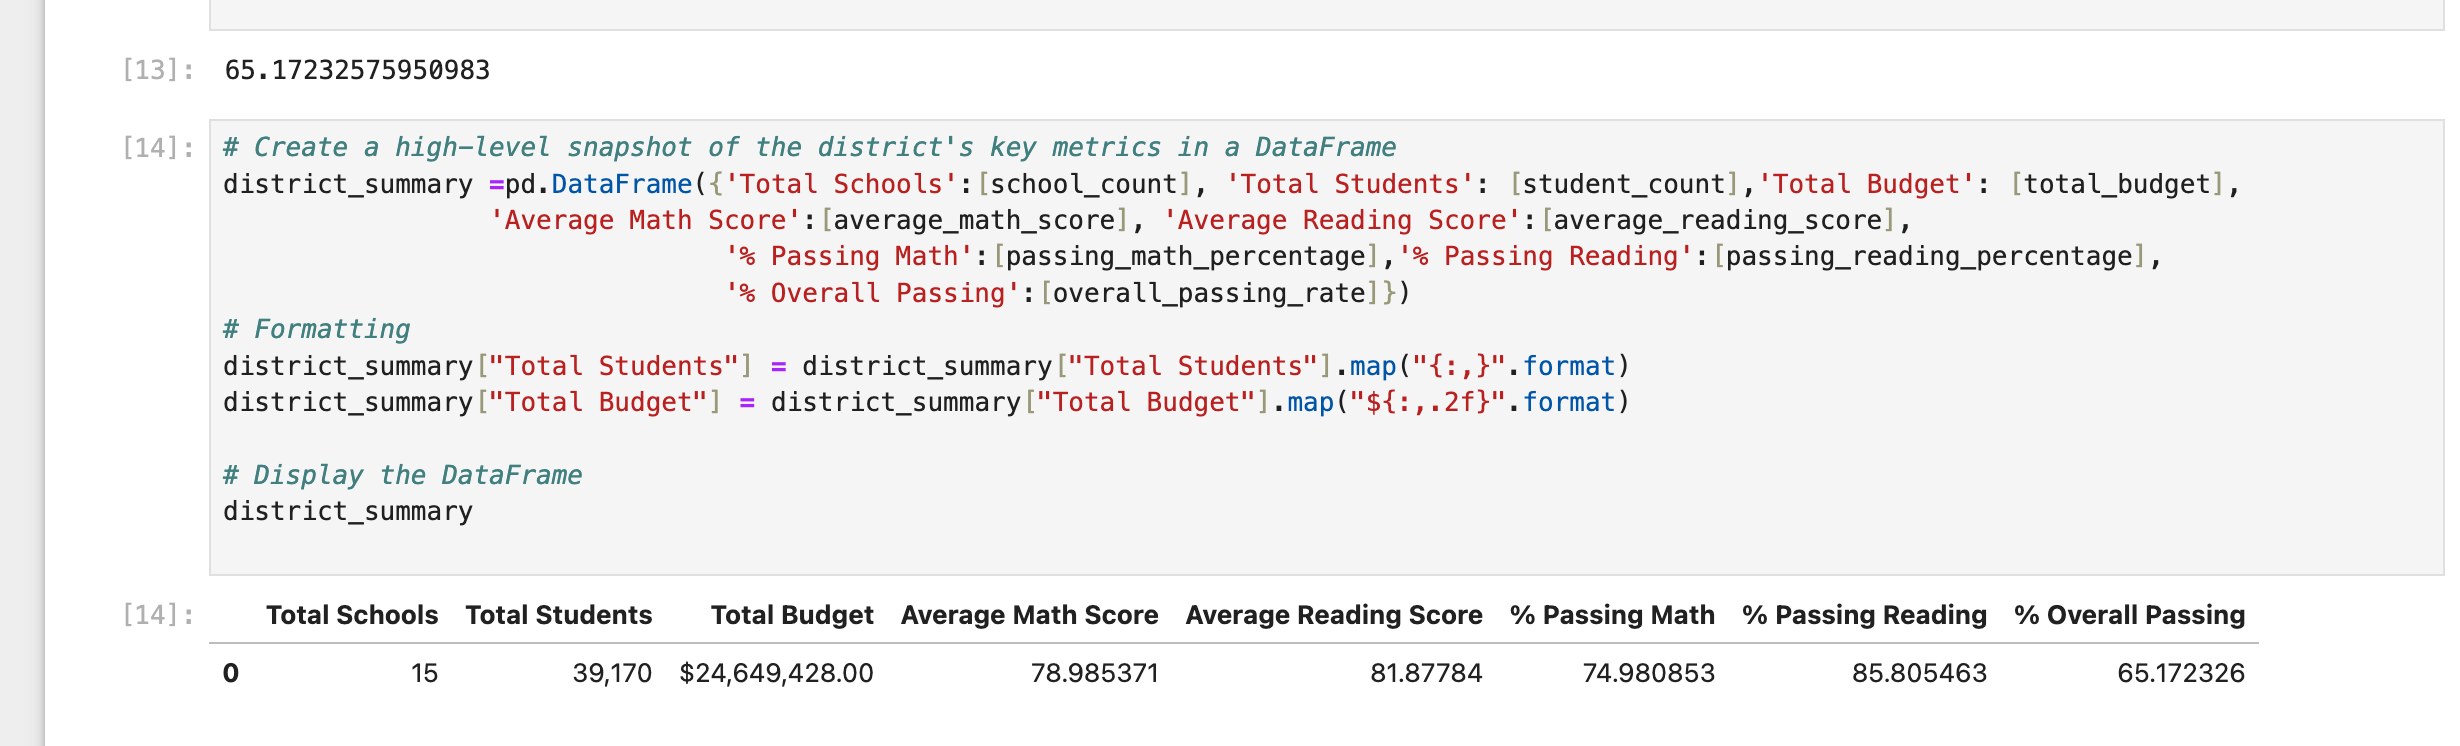 [13]: 65.17232575950983
[14]: # Create a high-level snapshot of the district's key metrics in a DataFrame
district_summary =pd.DataFrame({'Total Schools':[school_count], 'Total Students': [student_count],'Total Budget': [total_budget],
'Average Math Score':[average_math_score], 'Average Reading Score':[average_reading_score],
'% Passing Math':[passing_math_percentage],'% Passing Reading':[passing_reading_percentage],
'% Overall Passing':[overall_passing_rate]})
# Formatting
district_summary["Total Students"] = district_summary["Total Students"].map("{:,}".format)
district_summary["Total Budget"] = district_summary["Total Budget"].map("${:,.2f}".format)
# Display the DataFrame
district_summary
[14]: Total Schools Total Students Total Budget Average Math Score Average Reading Score % Passing Math % Passing Reading % Overall Passing
0 15 39,170 $24,649,428.00 78.985371 81.87784 74.980853 85.805463 65.172326